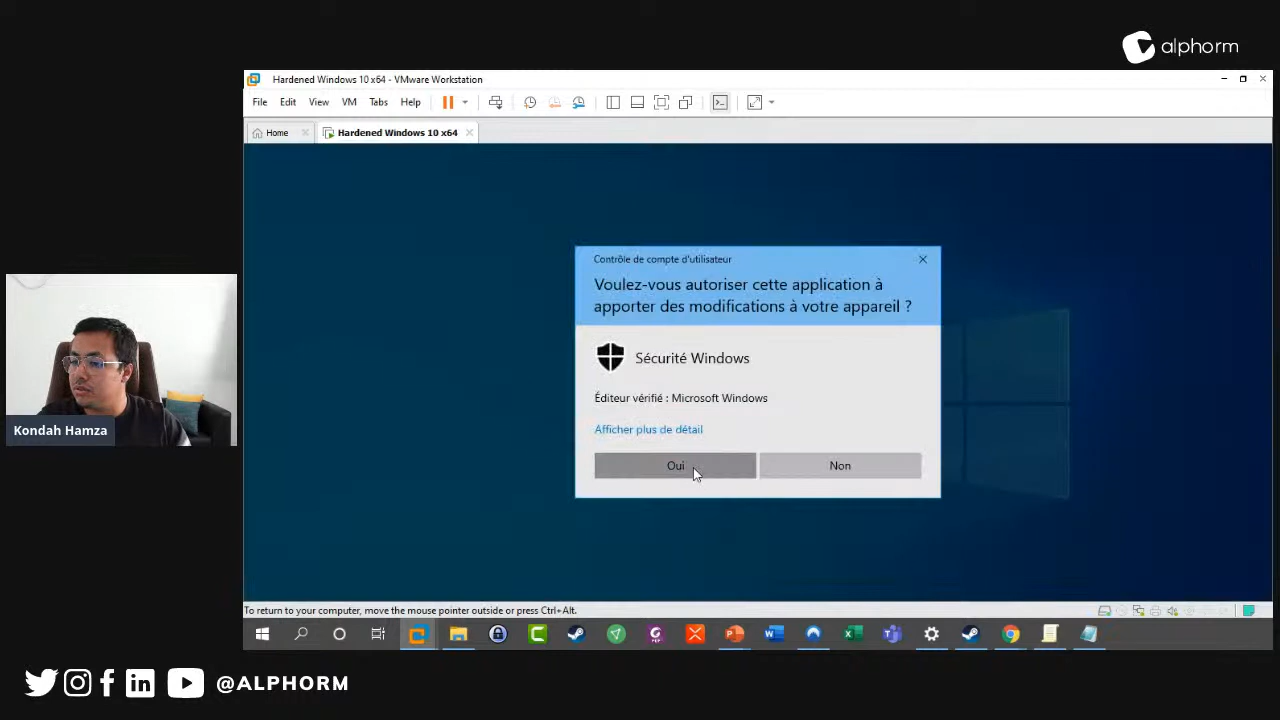 alphorm
Hardened Windows 10 x64 - VMware Workstation
File Edit View VM Tabs Help
Home
Hardened Windows 10 x64
Contrôle de compte d'utilisateur
Voulez-vous autoriser cette application à
apporter des modifications à votre appareil ?
Sécurité Windows
Éditeur vérifié : Microsoft Windows
Afficher plus de détail
Oui
Non
Kondah Hamza
To return to your computer, move the mouse pointer outside or press Ctrl+Alt.
@ALPHORM